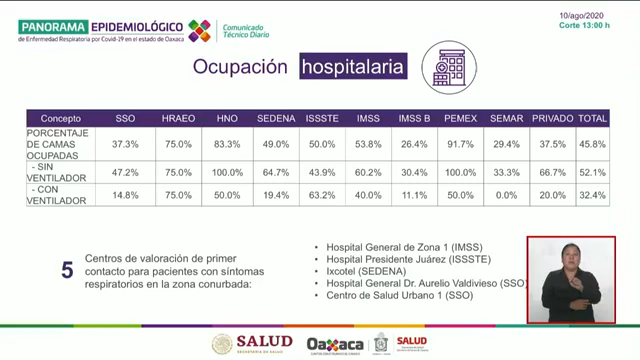 PANORAMA EPIDEMIOLÓGICO
de Enfermedad Respiratoria por Covid-19 en el estado de Oaxaca
Comunicado
Técnico Diario
10/ago/2020
Corte 13:00 h
Ocupación hospitalaria
Concepto SSO HRAEO HNO SEDENA ISSSTE IMSS IMSS B PEMEX SEMAR PRIVADO TOTAL
PORCENTAJE
DE CAMAS
OCUPADAS
37.3% 75.0% 83.3% 49.0% 50.0% 53.8% 26.4% 91.7% 29.4% 37.5% 45.8%
- SIN
VENTILADOR
47.2% 75.0% 100.0% 64.7% 43.9% 60.2% 30.4% 100.0% 33.3% 66.7% 52.1%
- CON
VENTILADOR
14.8% 75.0% 50.0% 19.4% 63.2% 40.0% 11.1% 50.0% 0.0% 20.0% 32.4%
5
Centros de valoración de primer
contacto para pacientes con síntomas
respiratorios en la zona conurbada:
• Hospital General de Zona 1 (IMSS)
• Hospital Presidente Juárez (ISSSTE)
• Ixcotel (SEDENA)
• Hospital General Dr. Aurelio Valdivieso (SSO)
• Centro de Salud Urbano 1 (SSO)
SALUD
SECRETARÍA DE SALUD
Oaxaca
SALUD